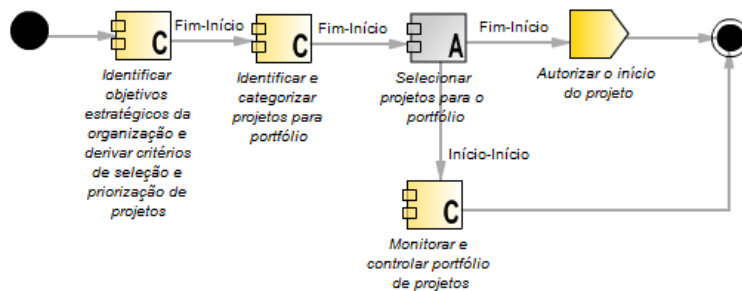 Fim-Início
Fim-Início
Fim-Início
C
C
A
Identificar
objetivos
estratégicos da
organização e
derivar critérios
de seleção e
priorização de
projetos
Identificar e
categorizar
projetos para
portfólio
Selecionar
projetos para o
portfólio
Autorizar o início
do projeto
Início-Início
C
Monitorar e
controlar portfólio
de projetos